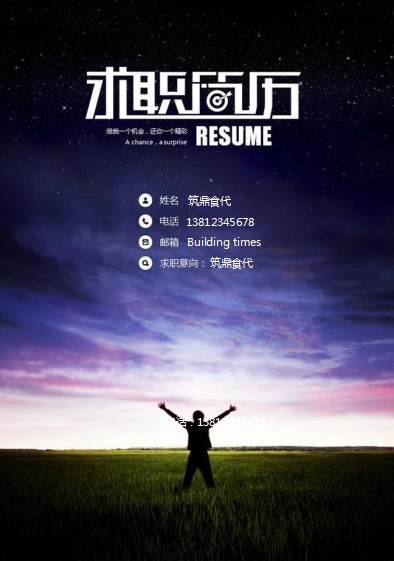 求职简历
给我一个机会，还你一个精彩
A chance , a surprise
RESUME
姓名 筑鼎食代
电话 13812345678
邮箱 Building times
求职意向： 筑鼎食代